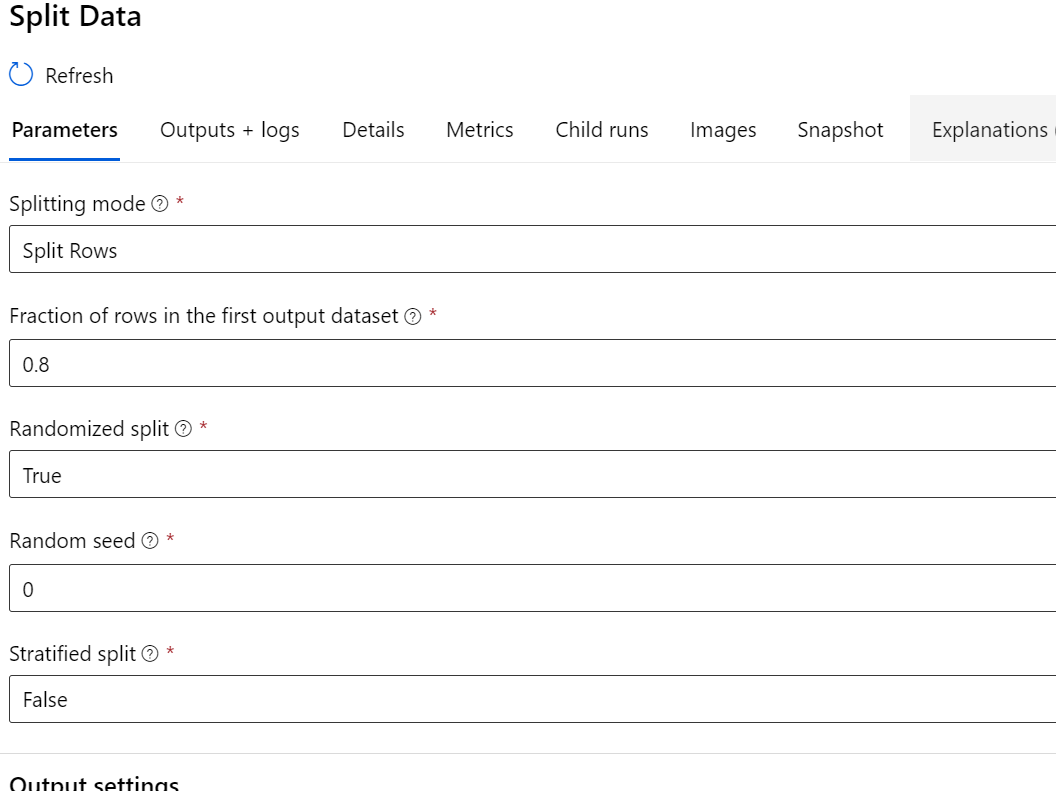 Split Data
Refresh
Parameters Outputs + logs Details Metrics Child runs Images Snapshot Explanations (
Splitting mode ? *
Split Rows
Fraction of rows in the first output dataset ? *
0.8
Randomized split ? *
True
Random seed ? *
0
Stratified split ? *
False
Output settings